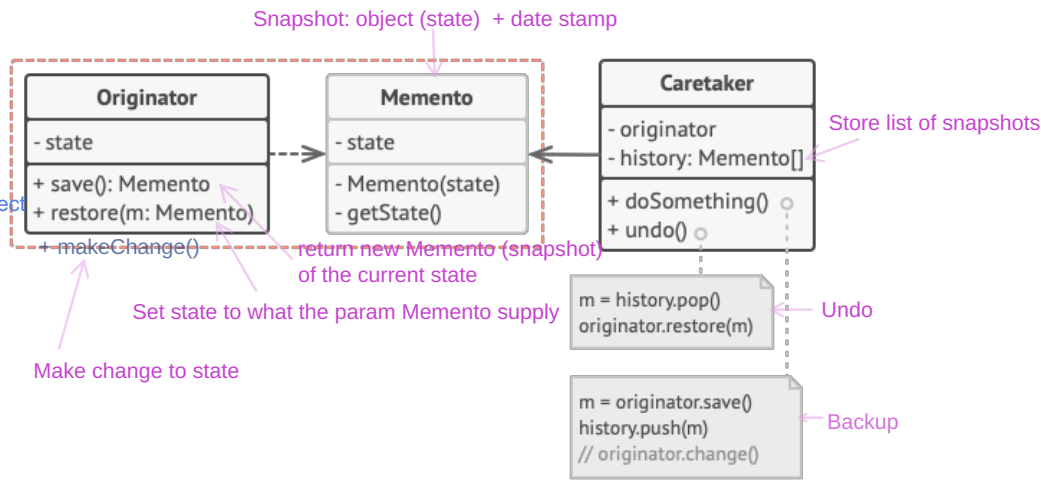 Snapshot: object (state)  + date stamp
Originator
- state
+ save(): Memento
+ restore(m: Memento)
+ makeChange()
Memento
- state
- Memento(state)
- getState()
Caretaker
- originator
- history: Memento[]
+ doSomething()
+ undo()
Store list of snapshots
ect
return new Memento (snapshot)
of the current state
Set state to what the param Memento supply
Make change to state
m = history.pop()
originator.restore(m)
Undo
m = originator.save()
history.push(m)
// originator.change()
Backup